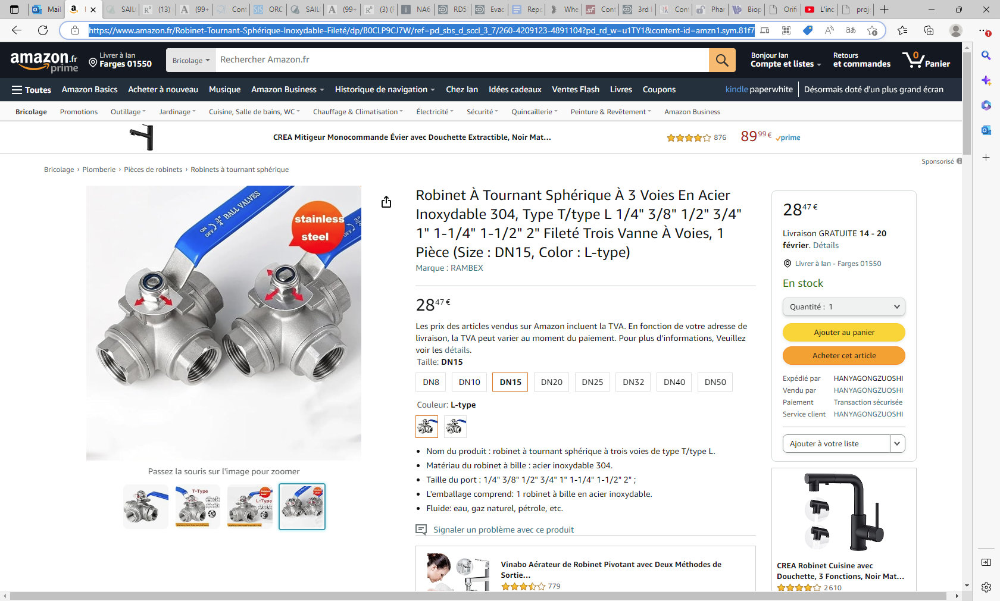 Mail
SAIL
(13)
(99+
Cont
ORC
SAIL
(99+
(3) (F
NA6
RD5
Evac
Repo
Whe
Cont
3rd
Con
Phar
Biop
Orifi
L'inc
proj
https://www.amazon.fr/Robinet-Tournant-Sphérique-Inoxydable-Fileté/dp/B0CLP9CJ7W/ref=pd_sbs_d_sccl_3_7/260-4209123-4891104?pd_rd_w=u1TY1&content-id=amzn1.sym.81f7
amazon.fr
prime
Livrer à Ian
Farges 01550
Bricolage
Rechercher Amazon.fr
Bonjour Ian
Compte et listes
Retours
et commandes
0
Panier
Toutes
Amazon Basics
Acheter à nouveau
Musique
Amazon Business
Historique de navigation
Chez Ian
Idées cadeaux
Ventes Flash
Livres
Coupons
kindle paperwhite
Désormais doté d'un plus grand écran
Bricolage
Promotions
Outillage
Jardinage
Cuisine, Salle de bains, WC
Chauffage & Climatisation
Électricité
Sécurité
Quincaillerie
Peinture & Revêtement
Amazon Business
CREA Mitigeur Monocommande Évier avec Douchette Extractible, Noir Mat…
876
89,99 €
prime
Sponsorisé
Bricolage › Plomberie › Pièces de robinets › Robinets à tournant sphérique
ON
OFF
3"
4
BALL VALVES
stainless
steel
Passez la souris sur l'image pour zoomer
T-Type
L-Type
Robinet À Tournant Sphérique À 3 Voies En Acier
Inoxydable 304, Type T/type L 1/4" 3/8" 1/2" 3/4"
1" 1-1/4" 1-1/2" 2" Fileté Trois Vanne À Voies, 1
Pièce (Size : DN15, Color : L-type)
Marque : RAMBEX
28 47 €
Les prix des articles vendus sur Amazon incluent la TVA. En fonction de votre adresse de
livraison, la TVA peut varier au moment du paiement. Pour plus d’informations, Veuillez
voir les détails.
Taille: DN15
DN8
DN10
DN15
DN20
DN25
DN32
DN40
DN50
Couleur: L-type
• Nom du produit : robinet à tournant sphérique à trois voies de type T/type L.
• Matériau du robinet à bille : acier inoxydable 304.
• Taille du port : 1/4" 3/8" 1/2" 3/4" 1" 1-1/4" 1-1/2" 2" ;
• L'emballage comprend: 1 robinet à bille en acier inoxydable.
• Fluide: eau, gaz naturel, pétrole, etc.
Signaler un problème avec ce produit
Vinabo Aérateur de Robinet Pivotant avec Deux Méthodes de
Sortie…
779
28 47 €
Livraison GRATUITE 14 - 20
février. Détails
Livrer à Ian - Farges 01550
En stock
Quantité : 1
Ajouter au panier
Acheter cet article
Expédié par HANYAGONGZUOSHI
Vendu par HANYAGONGZUOSHI
Paiement Transaction sécurisée
Service client HANYAGONGZUOSHI
Ajouter à votre liste
CREA Robinet Cuisine avec
Douchette, 3 Fonctions, Noir Mat…
2 610